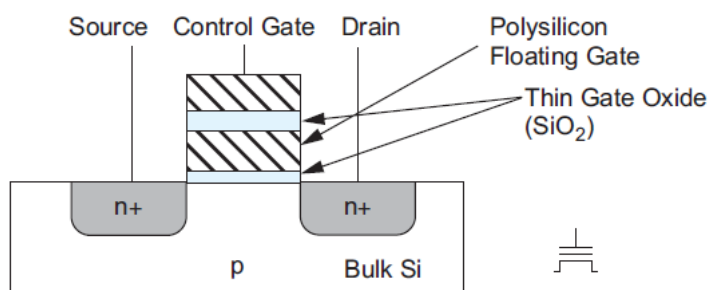 Source
Control Gate
Drain
Polysilicon
Floating Gate
Thin Gate Oxide
(SiO₂)
n+
n+
p
Bulk Si